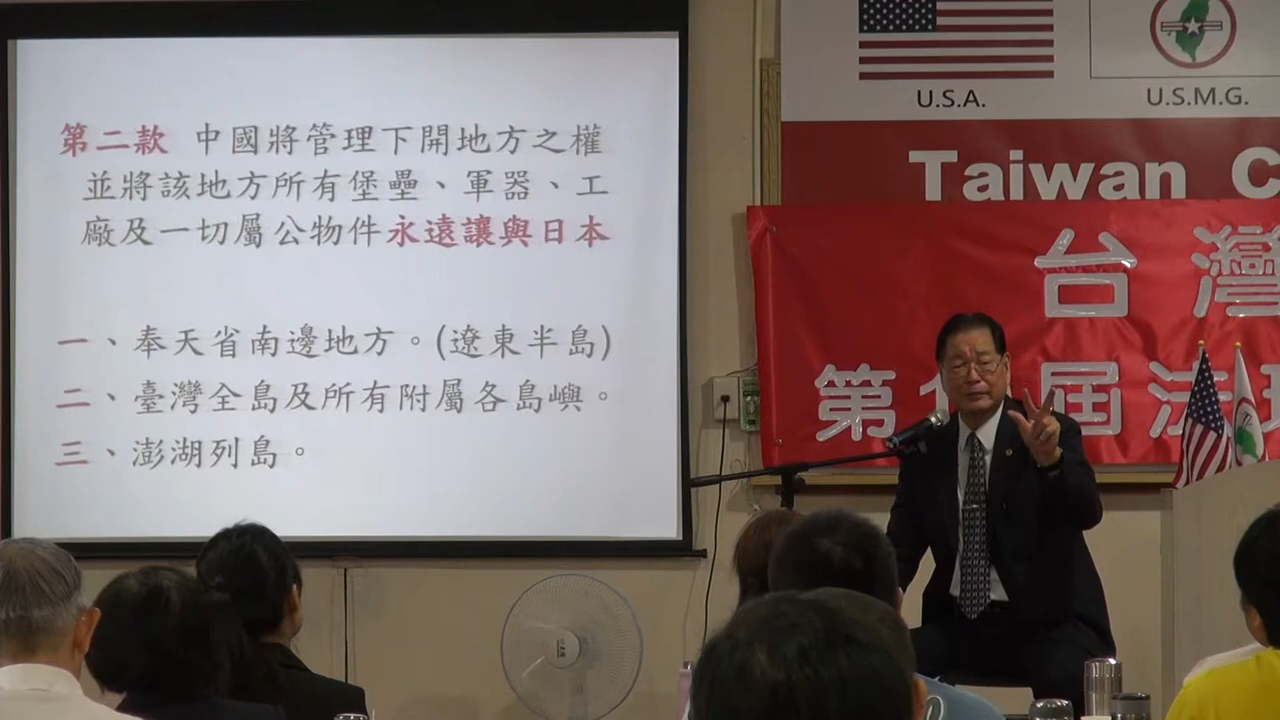 第二款 中國將管理下開地方之權
並將該地方所有堡壘、軍器、工
廠及一切屬公物件永遠讓與日本
一、奉天省南邊地方。(遼東半島)
二、臺灣全島及所有附屬各島嶼。
三、澎湖列島。
U.S.A.
U.S.M.G.
Taiwan C
台灣
第 屆法